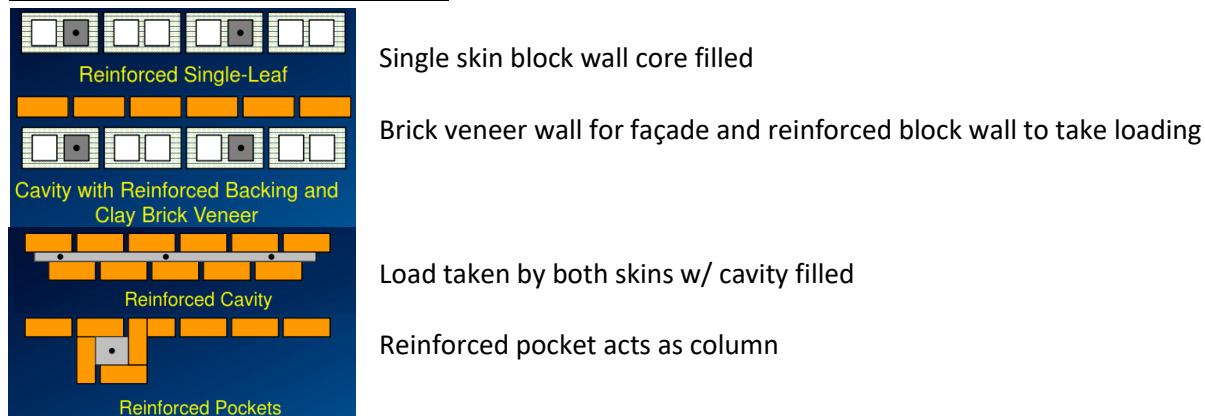 Reinforced Single-Leaf
Single skin block wall core filled
Brick veneer wall for façade and reinforced block wall to take loading
Cavity with Reinforced Backing and
Clay Brick Veneer
Load taken by both skins w/ cavity filled
Reinforced Cavity
Reinforced pocket acts as column
Reinforced Pockets